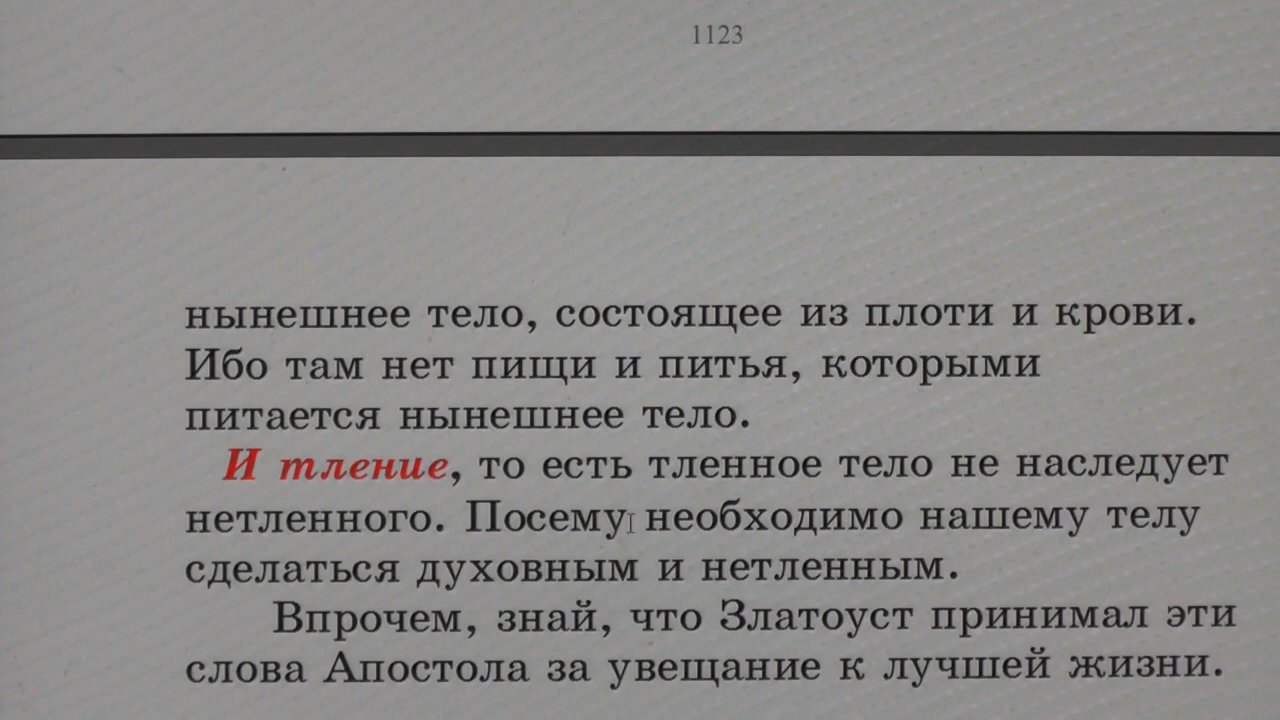 1123
нынешнее тело, состоящее из плоти и крови.
Ибо там нет пищи и питья, которыми
питается нынешнее тело.
И тление, то есть тленное тело не наследует
нетленного. Посему необходимо нашему телу
сделаться духовным и нетленным.
Впрочем, знай, что Златоуст принимал эти
слова Апостола за увещание к лучшей жизни.